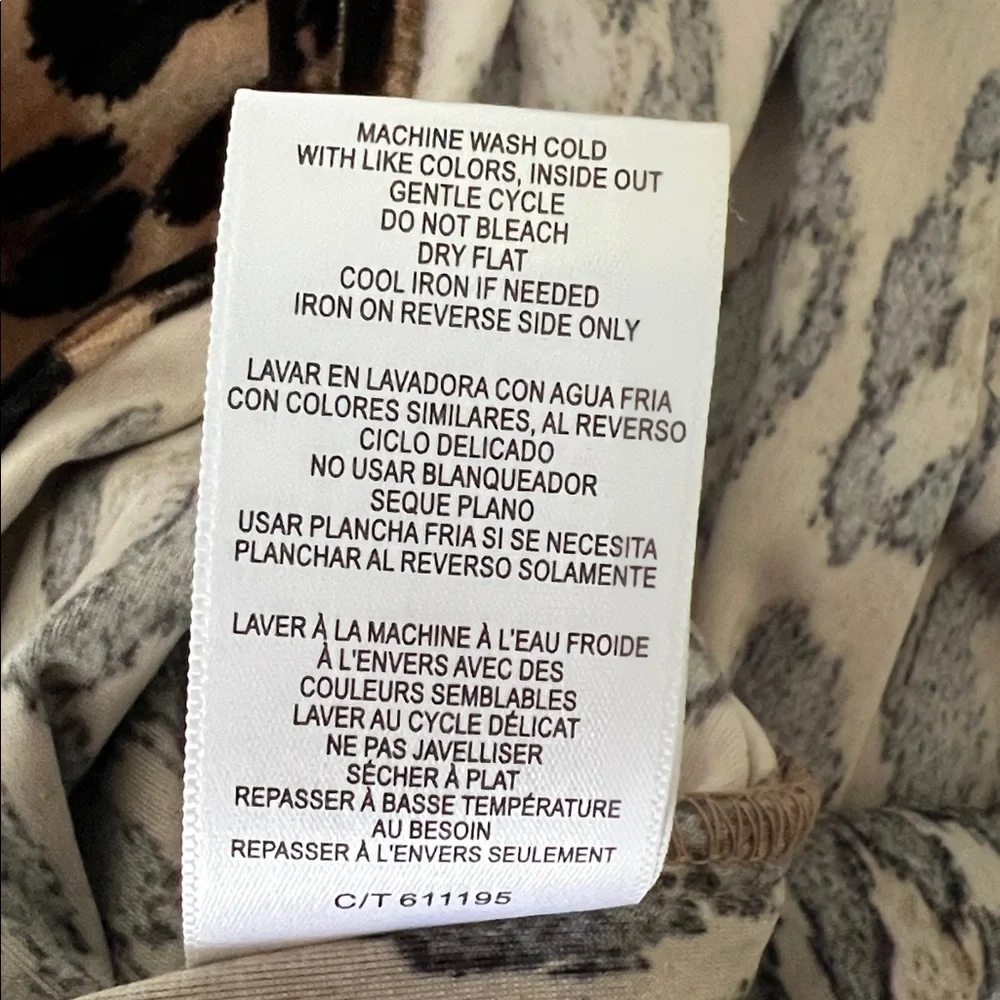 MACHINE WASH COLD
WITH LIKE COLORS, INSIDE OUT
GENTLE CYCLE
DO NOT BLEACH
DRY FLAT
COOL IRON IF NEEDED
IRON ON REVERSE SIDE ONLY
LAVAR EN LAVADORA CON AGUA FRIA
CON COLORES SIMILARES, AL REVERSO
CICLO DELICADO
NO USAR BLANQUEADOR
SEQUE PLANO
USAR PLANCHA FRIA SI SE NECESITA
PLANCHAR AL REVERSO SOLAMENTE
LAVER À LA MACHINE À L'EAU FROIDE
À L'ENVERS AVEC DES
COULEURS SEMBLABLES
LAVER AU CYCLE DÉLICAT
NE PAS JAVELLISER
SÉCHER À PLAT
REPASSER À BASSE TEMPÉRATURE
AU BESOIN
REPASSER À L'ENVERS SEULEMENT
C/T 611195